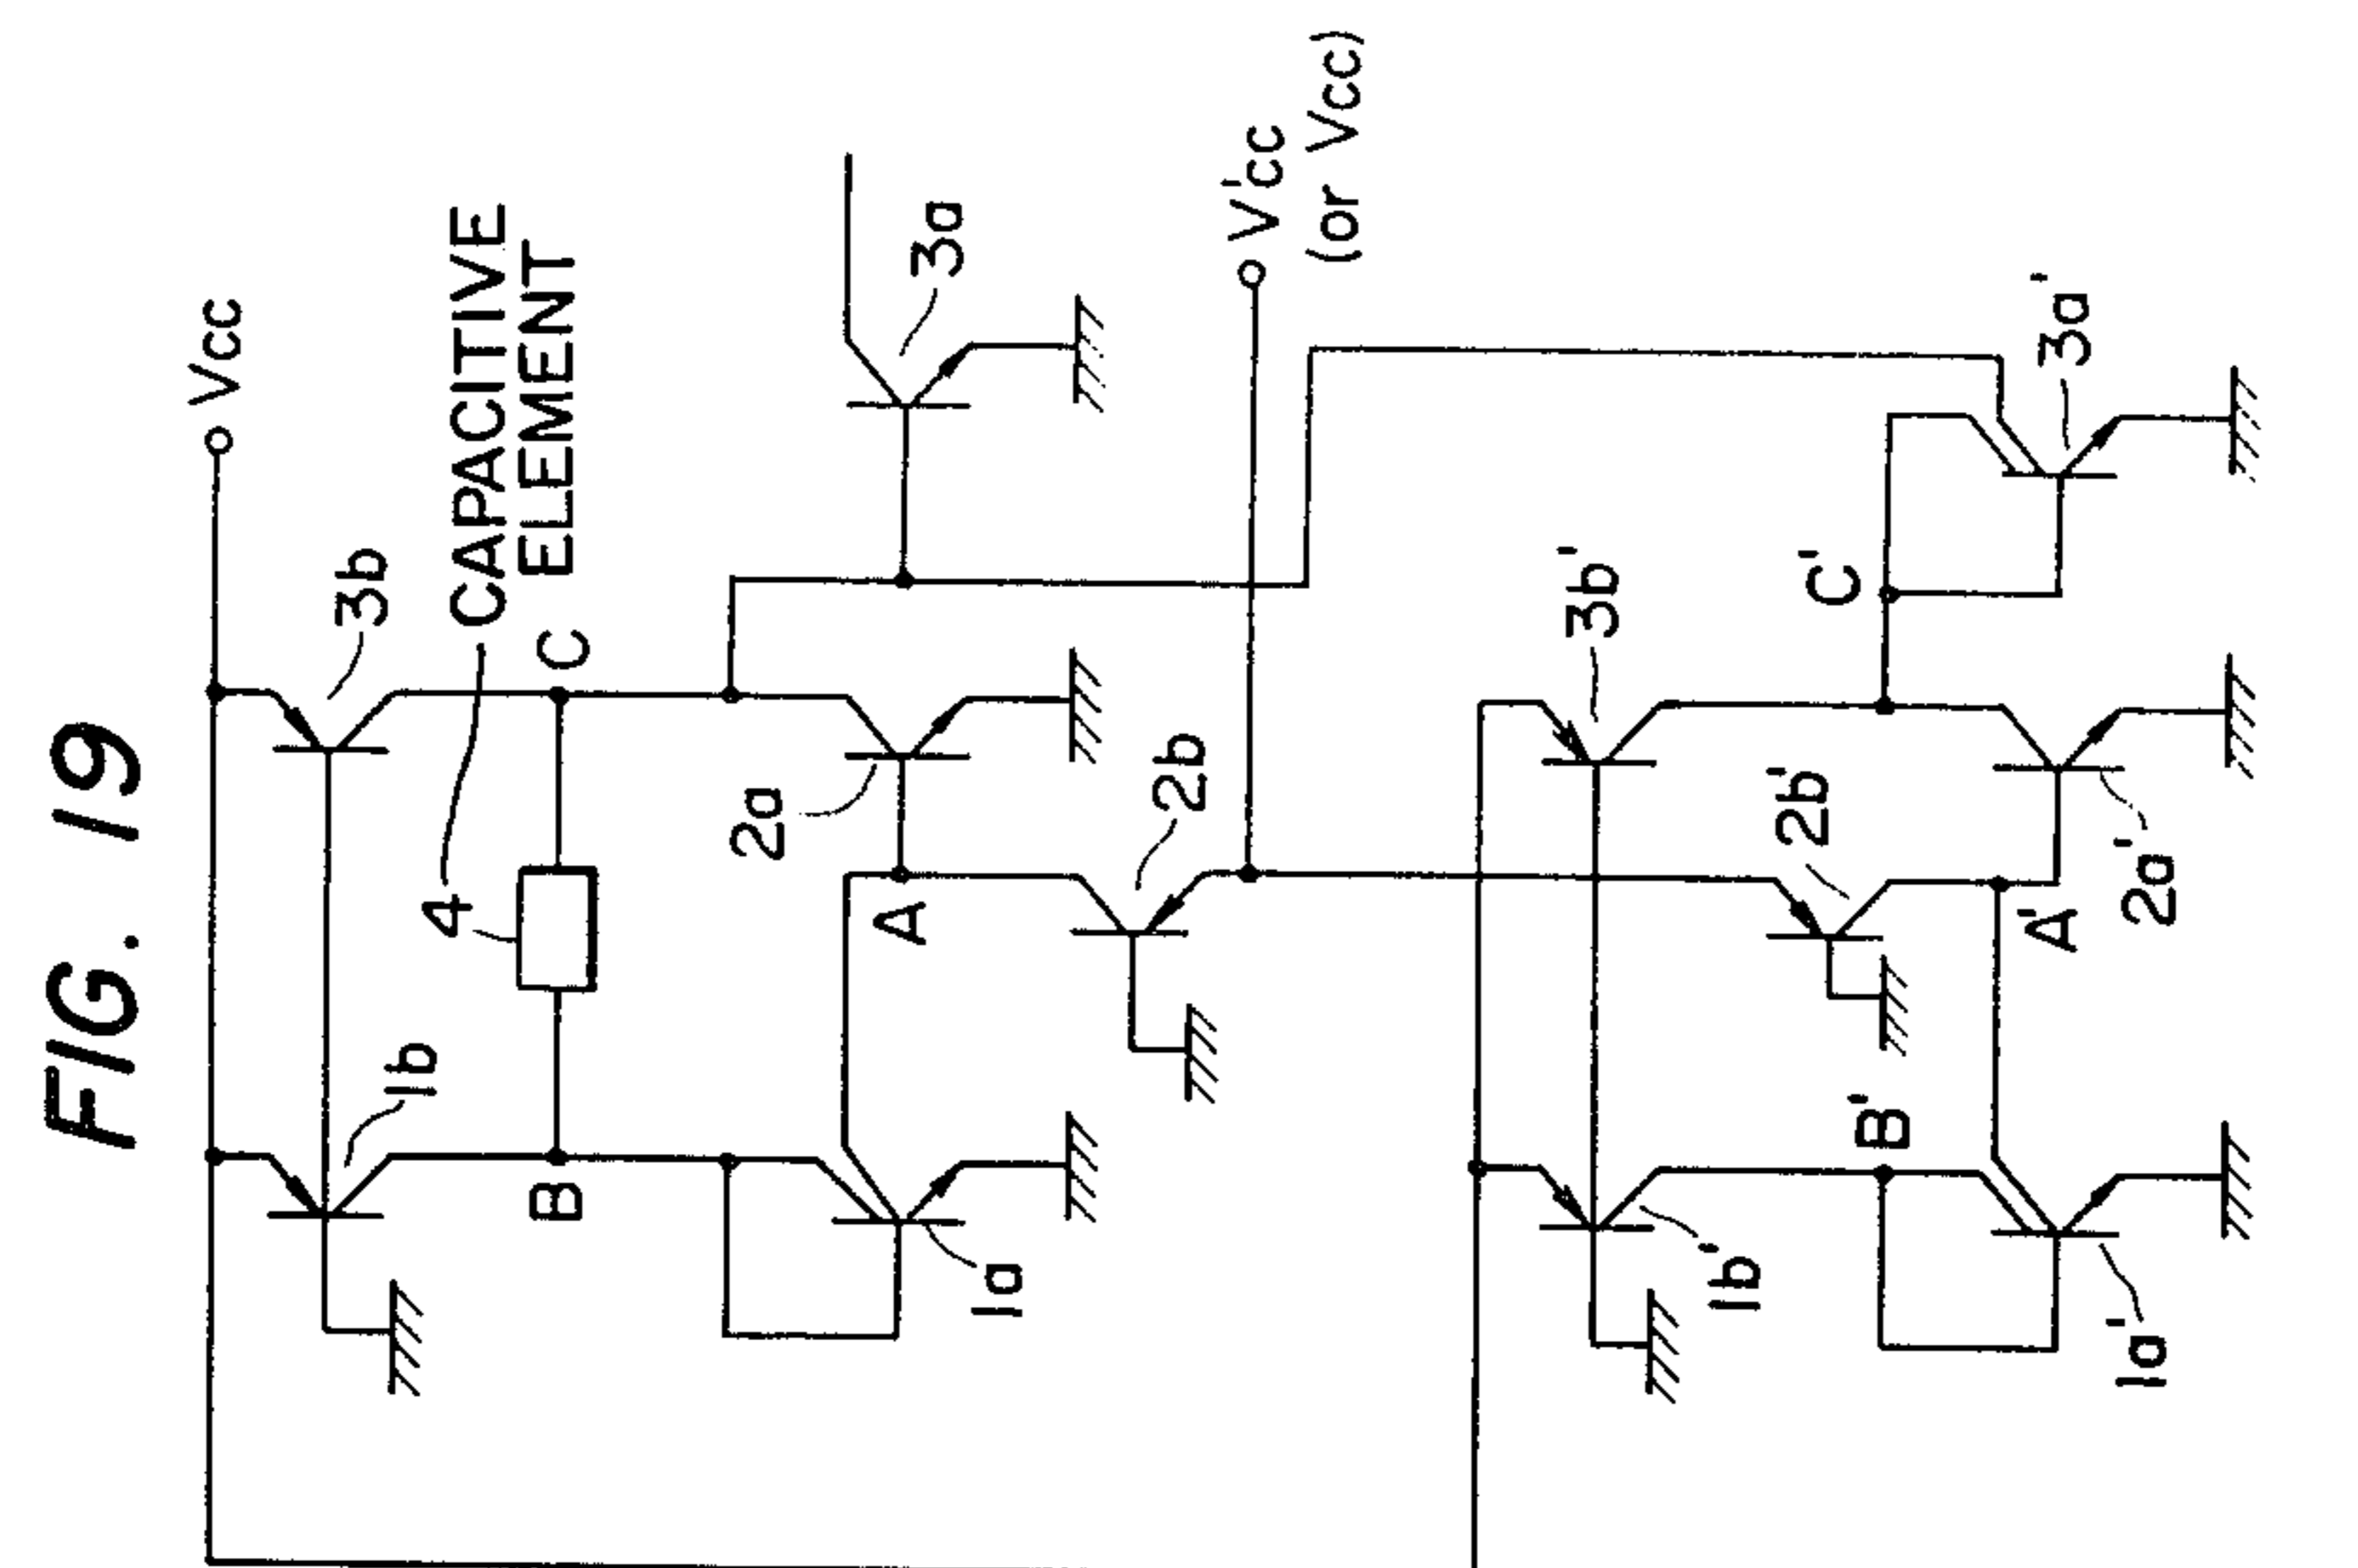 FIG. 19
Vcc
3b
CAPACITIVE
ELEMENT
4
C
1b
B
3a
2a
A
1a
2b
V'cc
(or Vcc)
3b'
C'
3a'
2b'
A'
2a'
B'
1b'
1a'